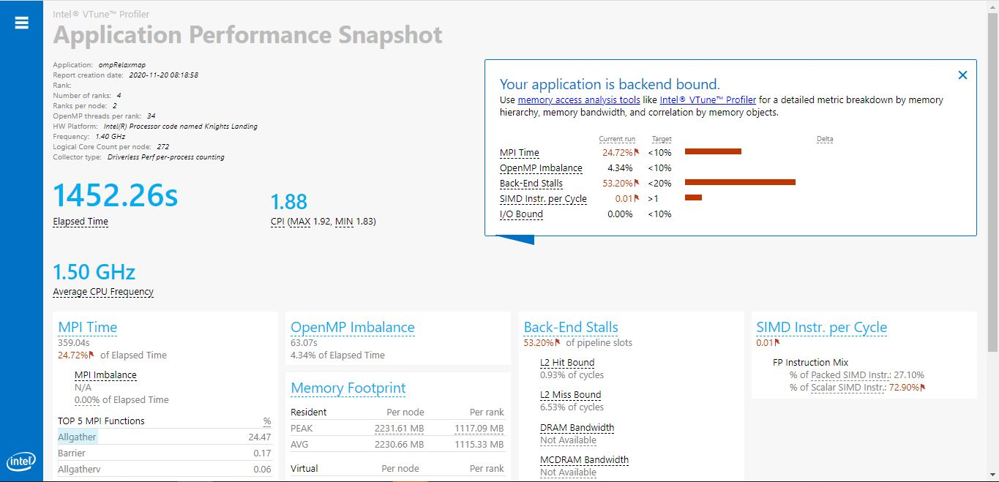 Intel® VTune™ Profiler
Application Performance Snapshot
Application: ompRelaxmap
Report creation date: 2020-11-20 08:18:58
Rank:
Number of ranks: 4
Ranks per node: 2
OpenMP threads per rank: 34
HW Platform: Intel(R) Processor code named Knights Landing
Frequency: 1.40 GHz
Logical Core Count per node: 272
Collector type: Driverless Perf per-process counting
1452.26s
Elapsed Time
1.88
CPI (MAX 1.92, MIN 1.83)
1.50 GHz
Average CPU Frequency
Your application is backend bound.
Use memory access analysis tools like Intel® VTune™ Profiler for a detailed metric breakdown by memory
hierarchy, memory bandwidth, and correlation by memory objects.
Current run Target Delta
MPI Time 24.72% <10%
OpenMP Imbalance 4.34% <10%
Back-End Stalls 53.20% <20%
SIMD Instr. per Cycle 0.01 >1
I/O Bound 0.00% <10%
MPI Time
359.04s
24.72% of Elapsed Time
MPI Imbalance
N/A
0.00% of Elapsed Time
TOP 5 MPI Functions %
Allgather 24.47
Barrier 0.17
Allgatherv 0.06
OpenMP Imbalance
63.07s
4.34% of Elapsed Time
Memory Footprint
Resident Per node Per rank
PEAK 2231.61 MB 1117.09 MB
AVG 2230.66 MB 1115.33 MB
Virtual Per node Per rank
Back-End Stalls
53.20% of pipeline slots
L2 Hit Bound
0.93% of cycles
L2 Miss Bound
6.53% of cycles
DRAM Bandwidth
Not Available
MCDRAM Bandwidth
Not Available
SIMD Instr. per Cycle
0.01
FP Instruction Mix
% of Packed SIMD Instr.: 27.10%
% of Scalar SIMD Instr.: 72.90%
intel